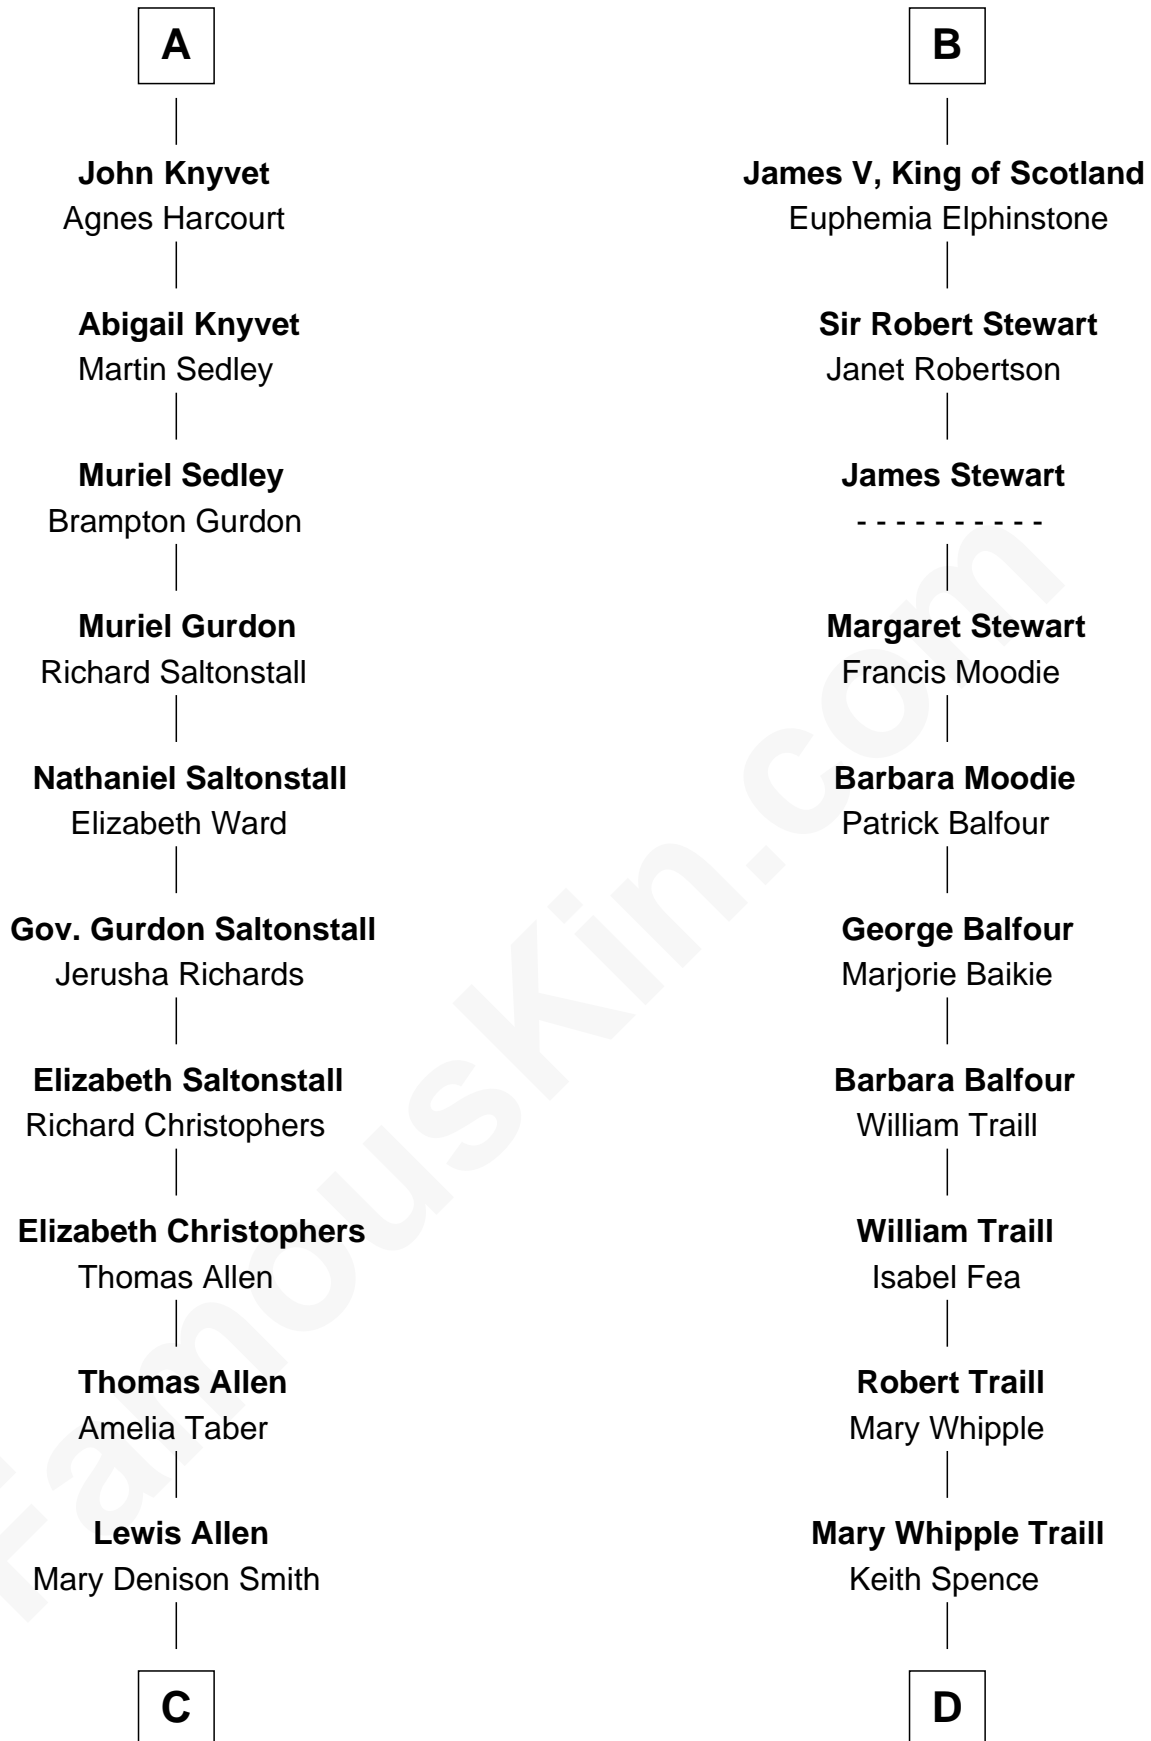 A
John Knyvet
Agnes Harcourt
Abigail Knyvet
Martin Sedley
Muriel Sedley
Brampton Gurdon
Muriel Gurdon
Richard Saltonstall
Nathaniel Saltonstall
Elizabeth Ward
Gov. Gurdon Saltonstall
Jerusha Richards
Elizabeth Saltonstall
Richard Christophers
Elizabeth Christophers
Thomas Allen
Thomas Allen
Amelia Taber
Lewis Allen
Mary Denison Smith
C
B
James V, King of Scotland
Euphemia Elphinstone
Sir Robert Stewart
Janet Robertson
James Stewart
- - - - - - - - - -
Margaret Stewart
Francis Moodie
Barbara Moodie
Patrick Balfour
George Balfour
Marjorie Baikie
Barbara Balfour
William Traill
William Traill
Isabel Fea
Robert Traill
Mary Whipple
Mary Whipple Traill
Keith Spence
D
FamousKin.com